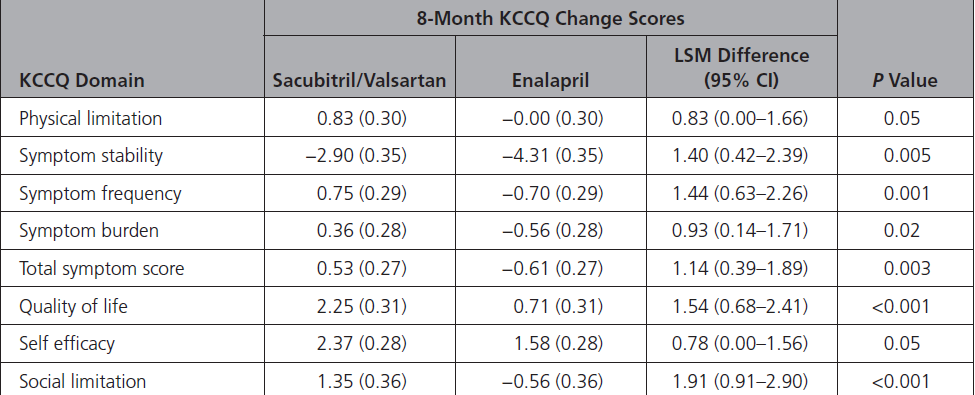 8-Month KCCQ Change Scores
KCCQ Domain Sacubitril/Valsartan Enalapril LSM Difference (95% CI) P Value
Physical limitation 0.83 (0.30) −0.00 (0.30) 0.83 (0.00–1.66) 0.05
Symptom stability −2.90 (0.35) −4.31 (0.35) 1.40 (0.42–2.39) 0.005
Symptom frequency 0.75 (0.29) −0.70 (0.29) 1.44 (0.63–2.26) 0.001
Symptom burden 0.36 (0.28) −0.56 (0.28) 0.93 (0.14–1.71) 0.02
Total symptom score 0.53 (0.27) −0.61 (0.27) 1.14 (0.39–1.89) 0.003
Quality of life 2.25 (0.31) 0.71 (0.31) 1.54 (0.68–2.41) <0.001
Self efficacy 2.37 (0.28) 1.58 (0.28) 0.78 (0.00–1.56) 0.05
Social limitation 1.35 (0.36) −0.56 (0.36) 1.91 (0.91–2.90) <0.001